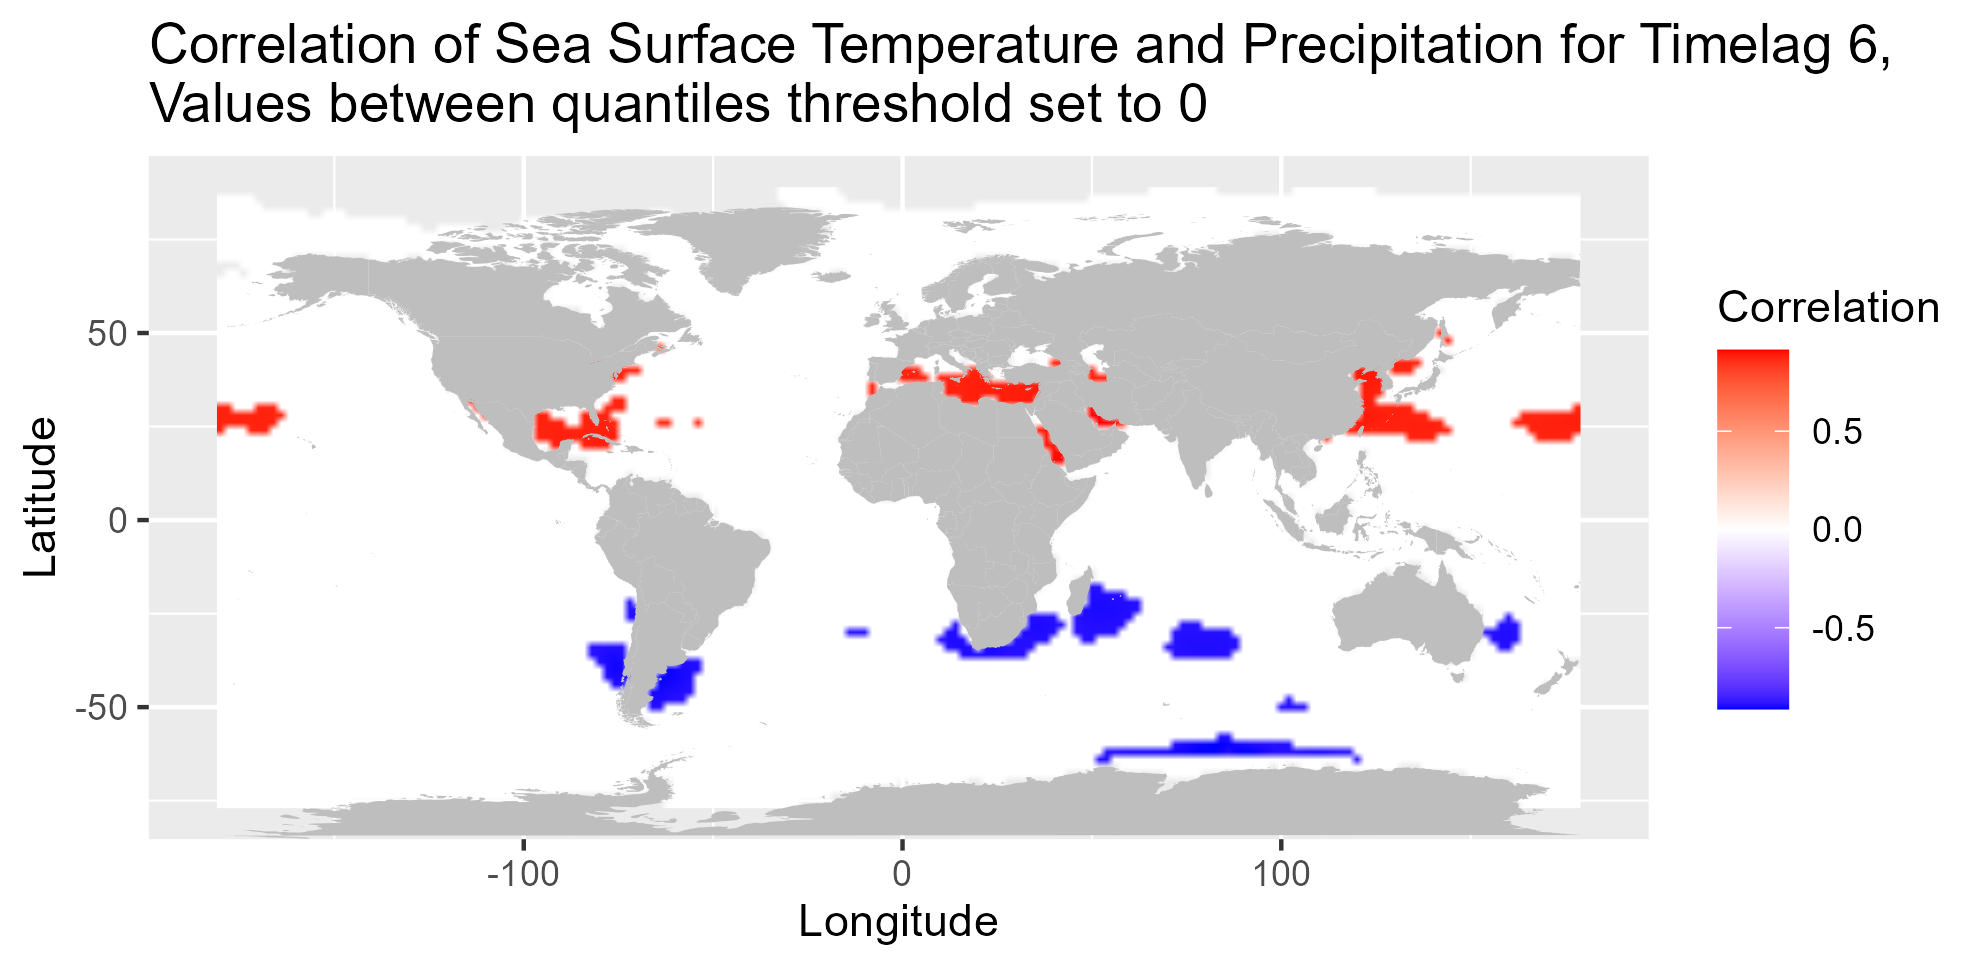 Correlation of Sea Surface Temperature and Precipitation for Timelag 6,
Values between quantiles threshold set to 0
Correlation
0.5
0.0
-0.5
Latitude
50
0
-50
-100
0
100
Longitude